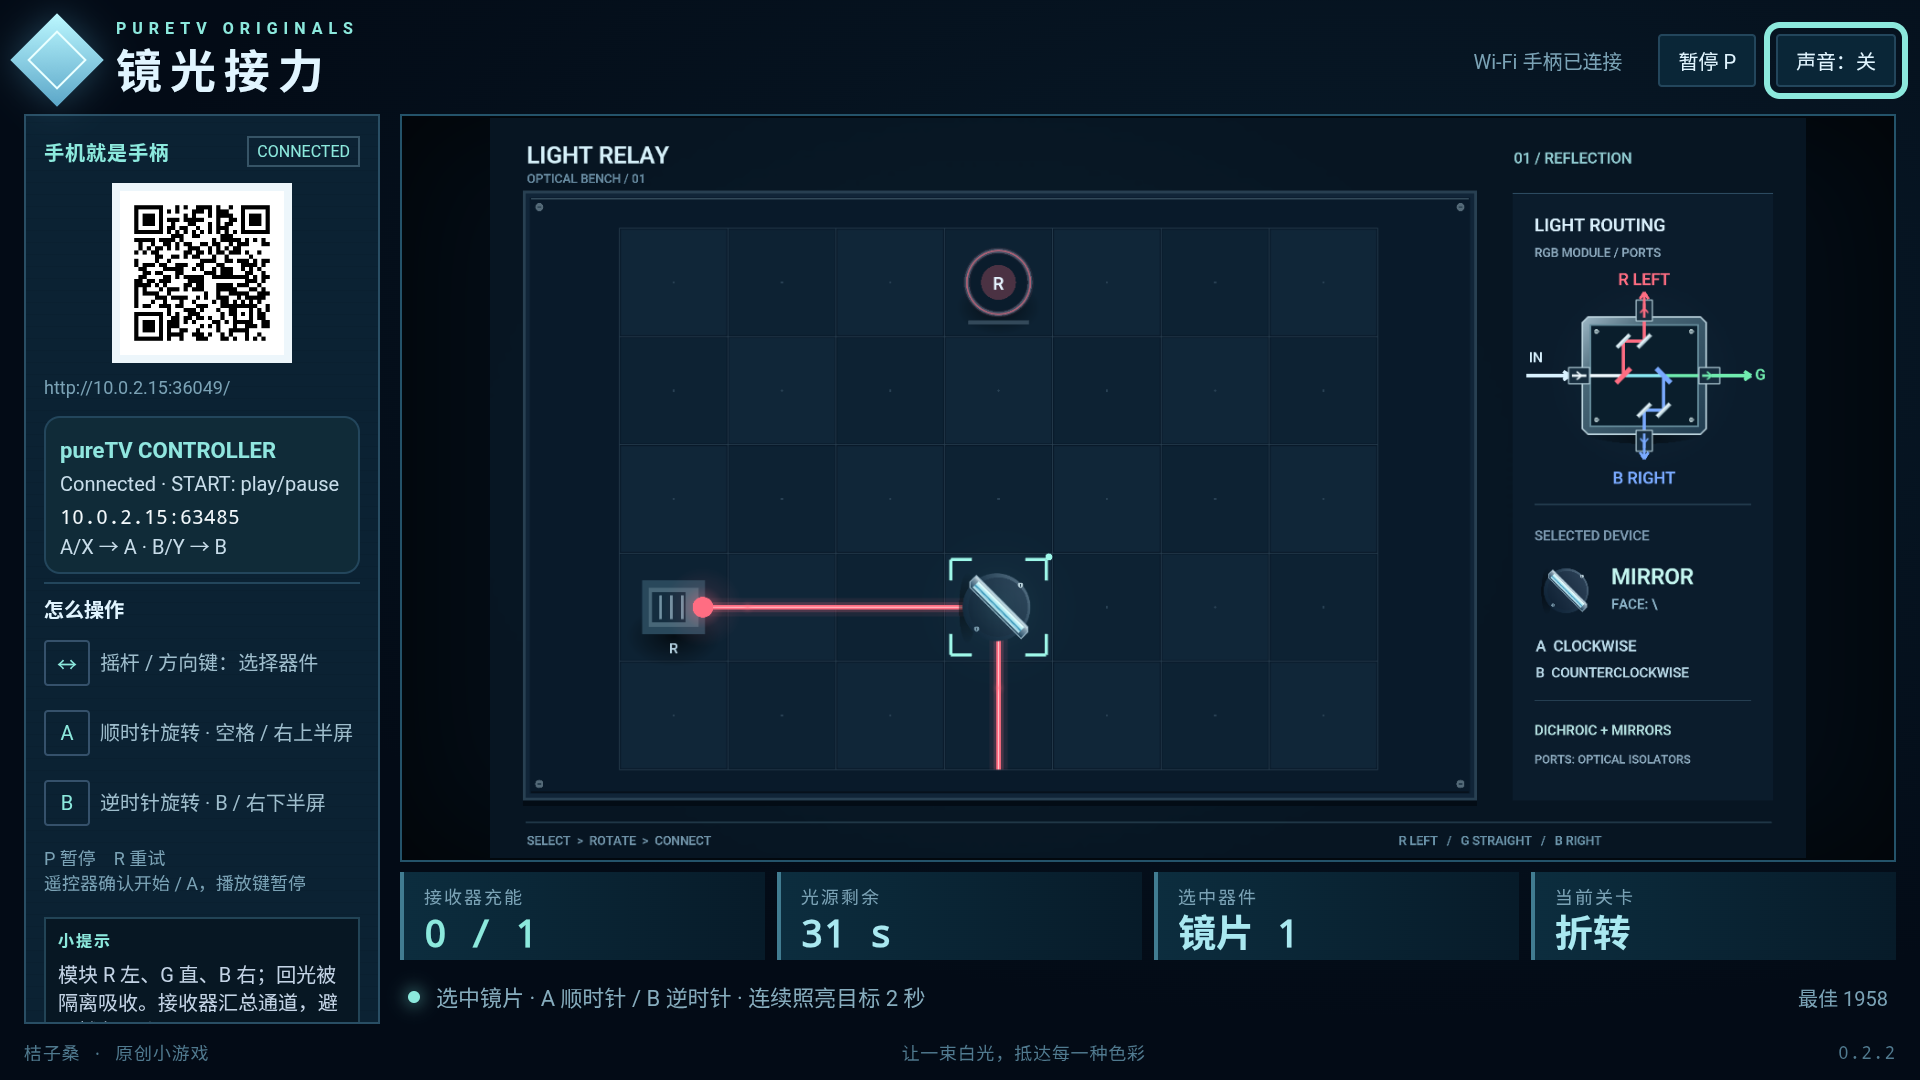 PURETV ORIGINALS
镜光接力
Wi-Fi 手柄已连接
暂停 P
声音：关
手机就是手柄
CONNECTED
http://10.0.2.15:36049/
pureTV CONTROLLER
Connected · START: play/pause
10.0.2.15:63485
A/X → A · B/Y → B
怎么操作
↔ 摇杆 / 方向键：选择器件
A 顺时针旋转 · 空格 / 右上半屏
B 逆时针旋转 · B / 右下半屏
P 暂停 R 重试
遥控器确认开始 / A，播放键暂停
小提示
模块 R 左、G 直、B 右；回光被
隔离吸收。接收器汇总通道，避
LIGHT RELAY
OPTICAL BENCH / 01
R
R
01 / REFLECTION
LIGHT ROUTING
RGB MODULE / PORTS
R LEFT
IN
G
B RIGHT
SELECTED DEVICE
MIRROR
FACE: \
A CLOCKWISE
B COUNTERCLOCKWISE
DICHROIC + MIRRORS
PORTS: OPTICAL ISOLATORS
SELECT > ROTATE > CONNECT
R LEFT / G STRAIGHT / B RIGHT
接收器充能
0 / 1
光源剩余
31 s
选中器件
镜片 1
当前关卡
折转
选中镜片 · A 顺时针 / B 逆时针 · 连续照亮目标 2 秒
最佳 1958
桔子桑 · 原创小游戏
让一束白光，抵达每一种色彩
0.2.2